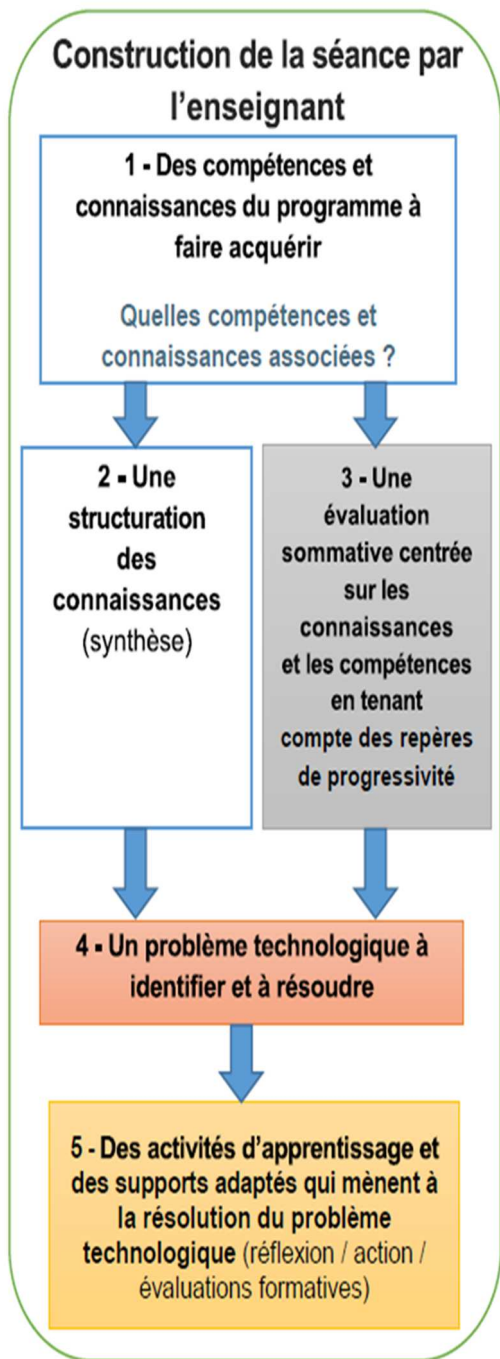 Construction de la séance par
l’enseignant
1 - Des compétences et
connaissances du programme à
faire acquérir
Quelles compétences et
connaissances associées ?
2 - Une
structuration
des
connaissances
(synthèse)
3 - Une
évaluation
sommative centrée
sur les
connaissances
et les compétences
en tenant
compte des repères
de progressivité
4 - Un problème technologique à
identifier et à résoudre
5 - Des activités d’apprentissage et
des supports adaptés qui mènent à
la résolution du problème
technologique (réflexion / action /
évaluations formatives)